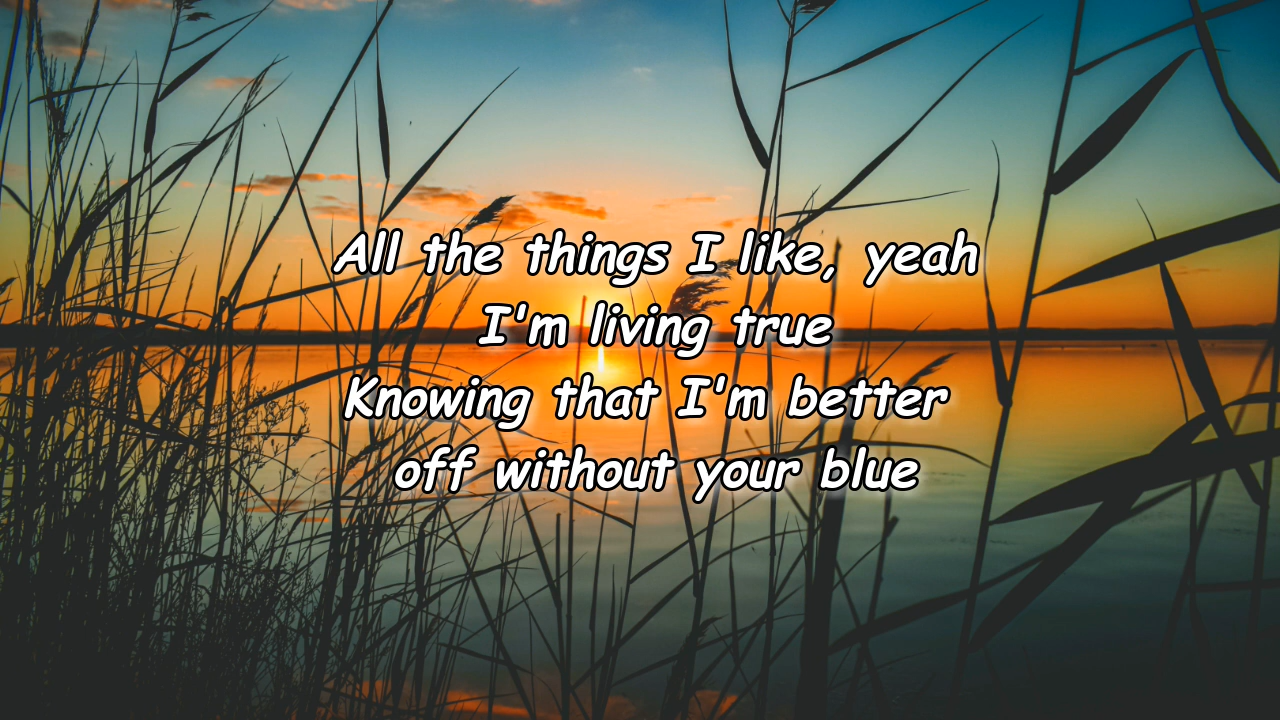 All the things I like, yeah
I'm living true
Knowing that I'm better
off without your blue